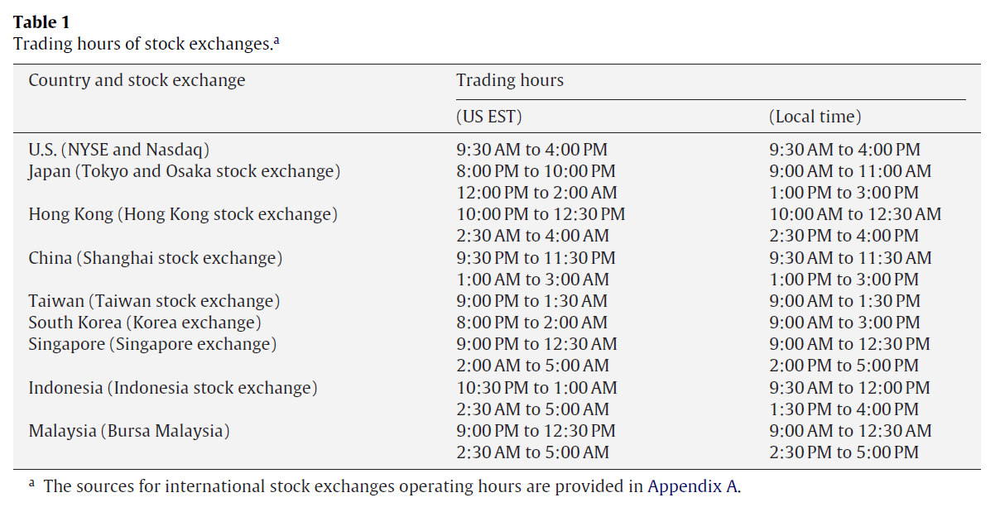 Table 1
Trading hours of stock exchanges.a
Country and stock exchange Trading hours
(US EST) (Local time)
U.S. (NYSE and Nasdaq) 9:30 AM to 4:00 PM 9:30 AM to 4:00 PM
Japan (Tokyo and Osaka stock exchange) 8:00 PM to 10:00 PM 9:00 AM to 11:00 AM
12:00 PM to 2:00 AM 1:00 PM to 3:00 PM
Hong Kong (Hong Kong stock exchange) 10:00 PM to 12:30 PM 10:00 AM to 12:30 AM
2:30 AM to 4:00 AM 2:30 PM to 4:00 PM
China (Shanghai stock exchange) 9:30 PM to 11:30 PM 9:30 AM to 11:30 AM
1:00 AM to 3:00 AM 1:00 PM to 3:00 PM
Taiwan (Taiwan stock exchange) 9:00 PM to 1:30 AM 9:00 AM to 1:30 PM
South Korea (Korea exchange) 8:00 PM to 2:00 AM 9:00 AM to 3:00 PM
Singapore (Singapore exchange) 9:00 PM to 12:30 AM 9:00 AM to 12:30 PM
2:00 AM to 5:00 AM 2:00 PM to 5:00 PM
Indonesia (Indonesia stock exchange) 10:30 PM to 1:00 AM 9:30 AM to 12:00 PM
2:30 AM to 5:00 AM 1:30 PM to 4:00 PM
Malaysia (Bursa Malaysia) 9:00 PM to 12:30 PM 9:00 AM to 12:30 AM
2:30 AM to 5:00 AM 2:30 PM to 5:00 PM
a The sources for international stock exchanges operating hours are provided in Appendix A.